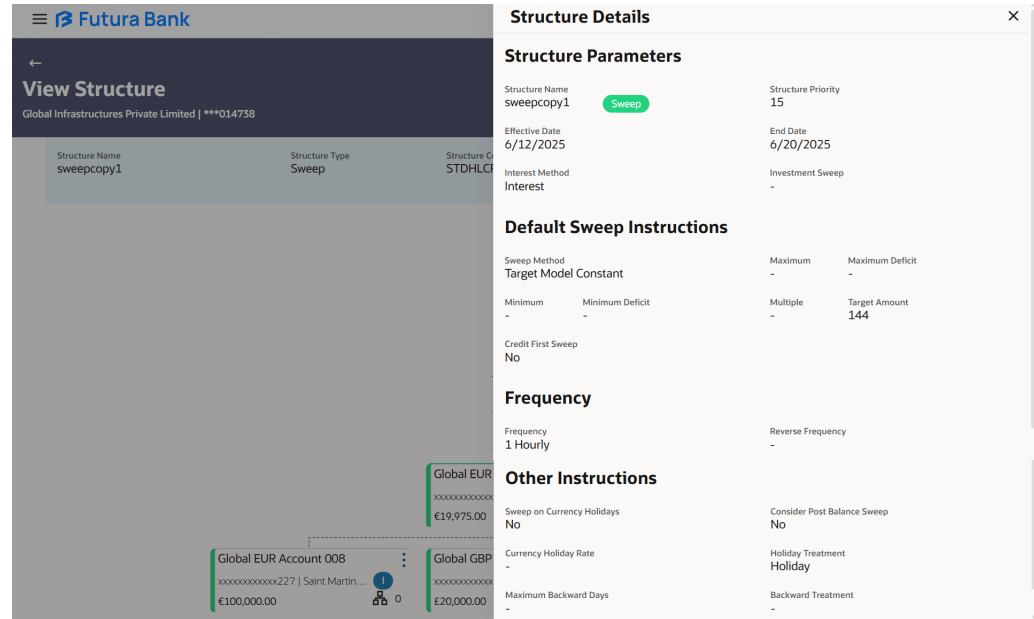 Futura Bank
View Structure
Global Infrastructures Private Limited | ***014738
Structure Name
sweepcopy1
Structure Type
Sweep
Structure
STDHLCF
Global EUR
xxxxxxxxxxxx
€19,975.00
Global EUR Account 008
xxxxxxxxxxxx227 | Saint Martin...
I
€100,000.00
0
Global GBP
xxxxxxxxxxxx
£20,000.00
Structure Details
Structure Parameters
Structure Name Structure Priority
sweepcopy1 Sweep 15
Effective Date End Date
6/12/2025 6/20/2025
Interest Method Investment Sweep
Interest -
Default Sweep Instructions
Sweep Method Maximum Maximum Deficit
Target Model Constant - -
Minimum Minimum Deficit Multiple Target Amount
- - - 144
Credit First Sweep
No
Frequency
Frequency Reverse Frequency
1 Hourly -
Other Instructions
Sweep on Currency Holidays Consider Post Balance Sweep
No No
Currency Holiday Rate Holiday Treatment
- Holiday
Maximum Backward Days Backward Treatment
- -